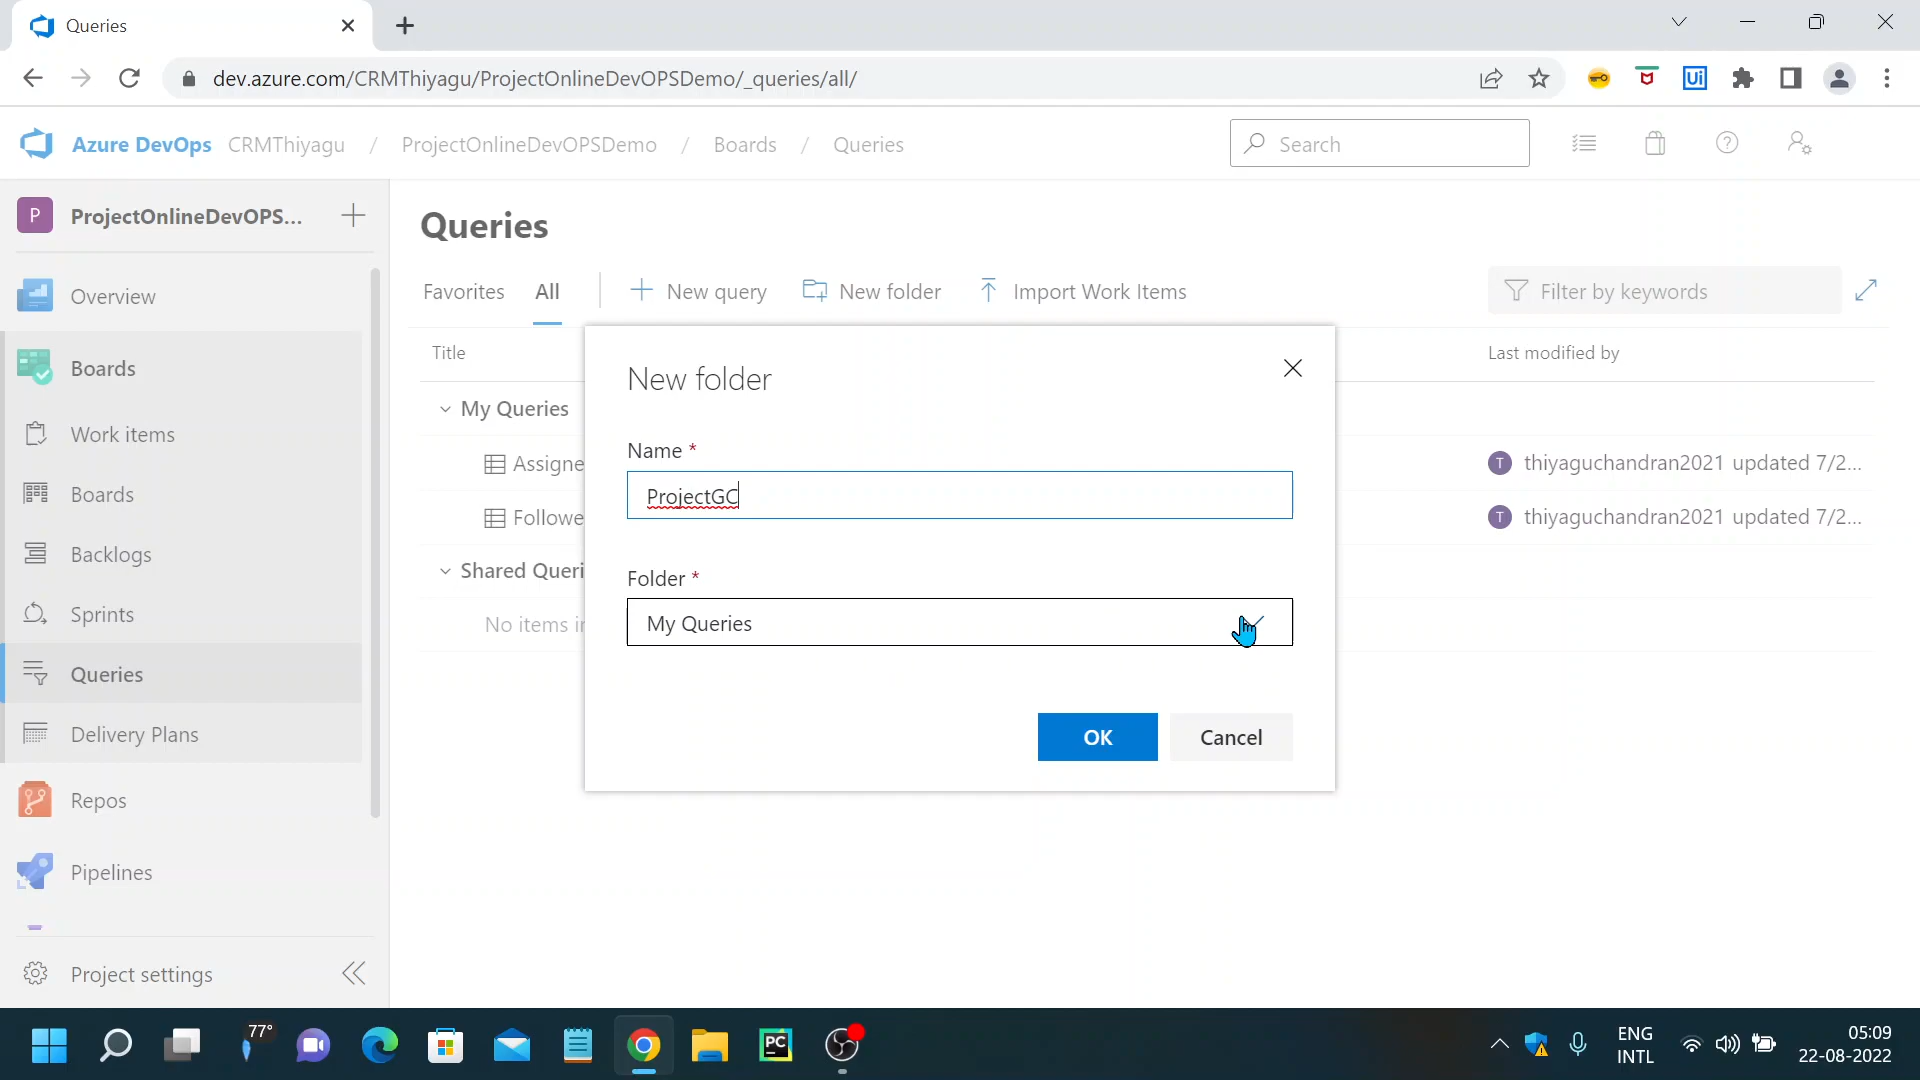 Queries
dev.azure.com/CRMThiyagu/ProjectOnlineDevOPSDemo/_queries/all/
Ui
Azure DevOps CRMThiyagu / ProjectOnlineDevOPSDemo / Boards / Queries
Search
P ProjectOnlineDevOPS...
Overview
Boards
Work items
Boards
Backlogs
Sprints
Queries
Delivery Plans
Repos
Pipelines
Project settings
Queries
Favorites All New query New folder Import Work Items
Filter by keywords
Title
Last modified by
My Queries
Assigne
T thiyaguchandran2021 updated 7/2...
Followe
T thiyaguchandran2021 updated 7/2...
Shared Queri
No items in
New folder
Name *
ProjectGC
Folder *
My Queries
OK Cancel
77°
PC
ENG
INTL
05:09
22-08-2022